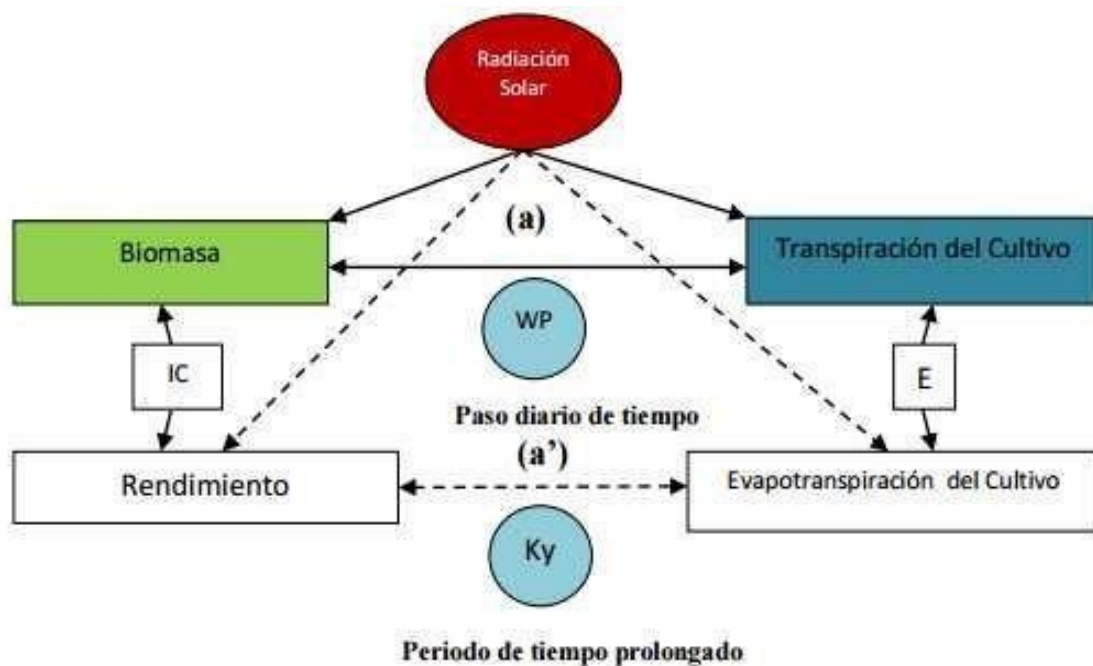 Radiación
Solar
(a)
Biomasa
Transpiración del Cultivo
WP
IC
E
Paso diario de tiempo
(a’)
Rendimiento
Evapotranspiración del Cultivo
Ky
Periodo de tiempo prolongado